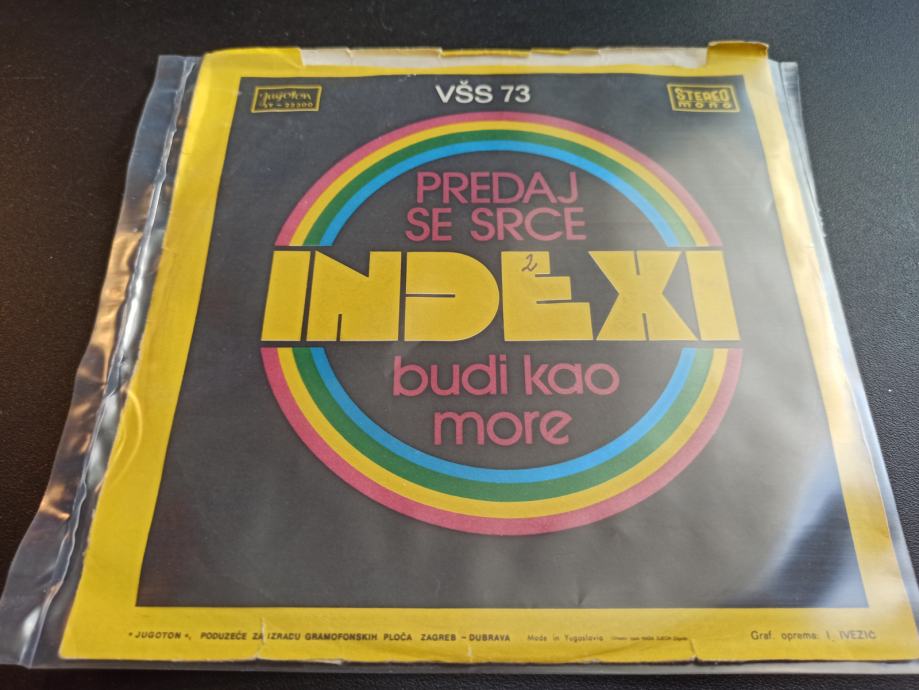 jugoton
VŠS 73
STEREO
mono
PREDAJ
SE SRCE
INDEXI
2
budi kao
more
"JUGOTON", PODUZEĆE ZA IZRADU GRAMOFONSKIH PLOČA ZAGREB – DUBRAVA Made in Yugoslavia
Graf. oprema: I. IVEZIĆ